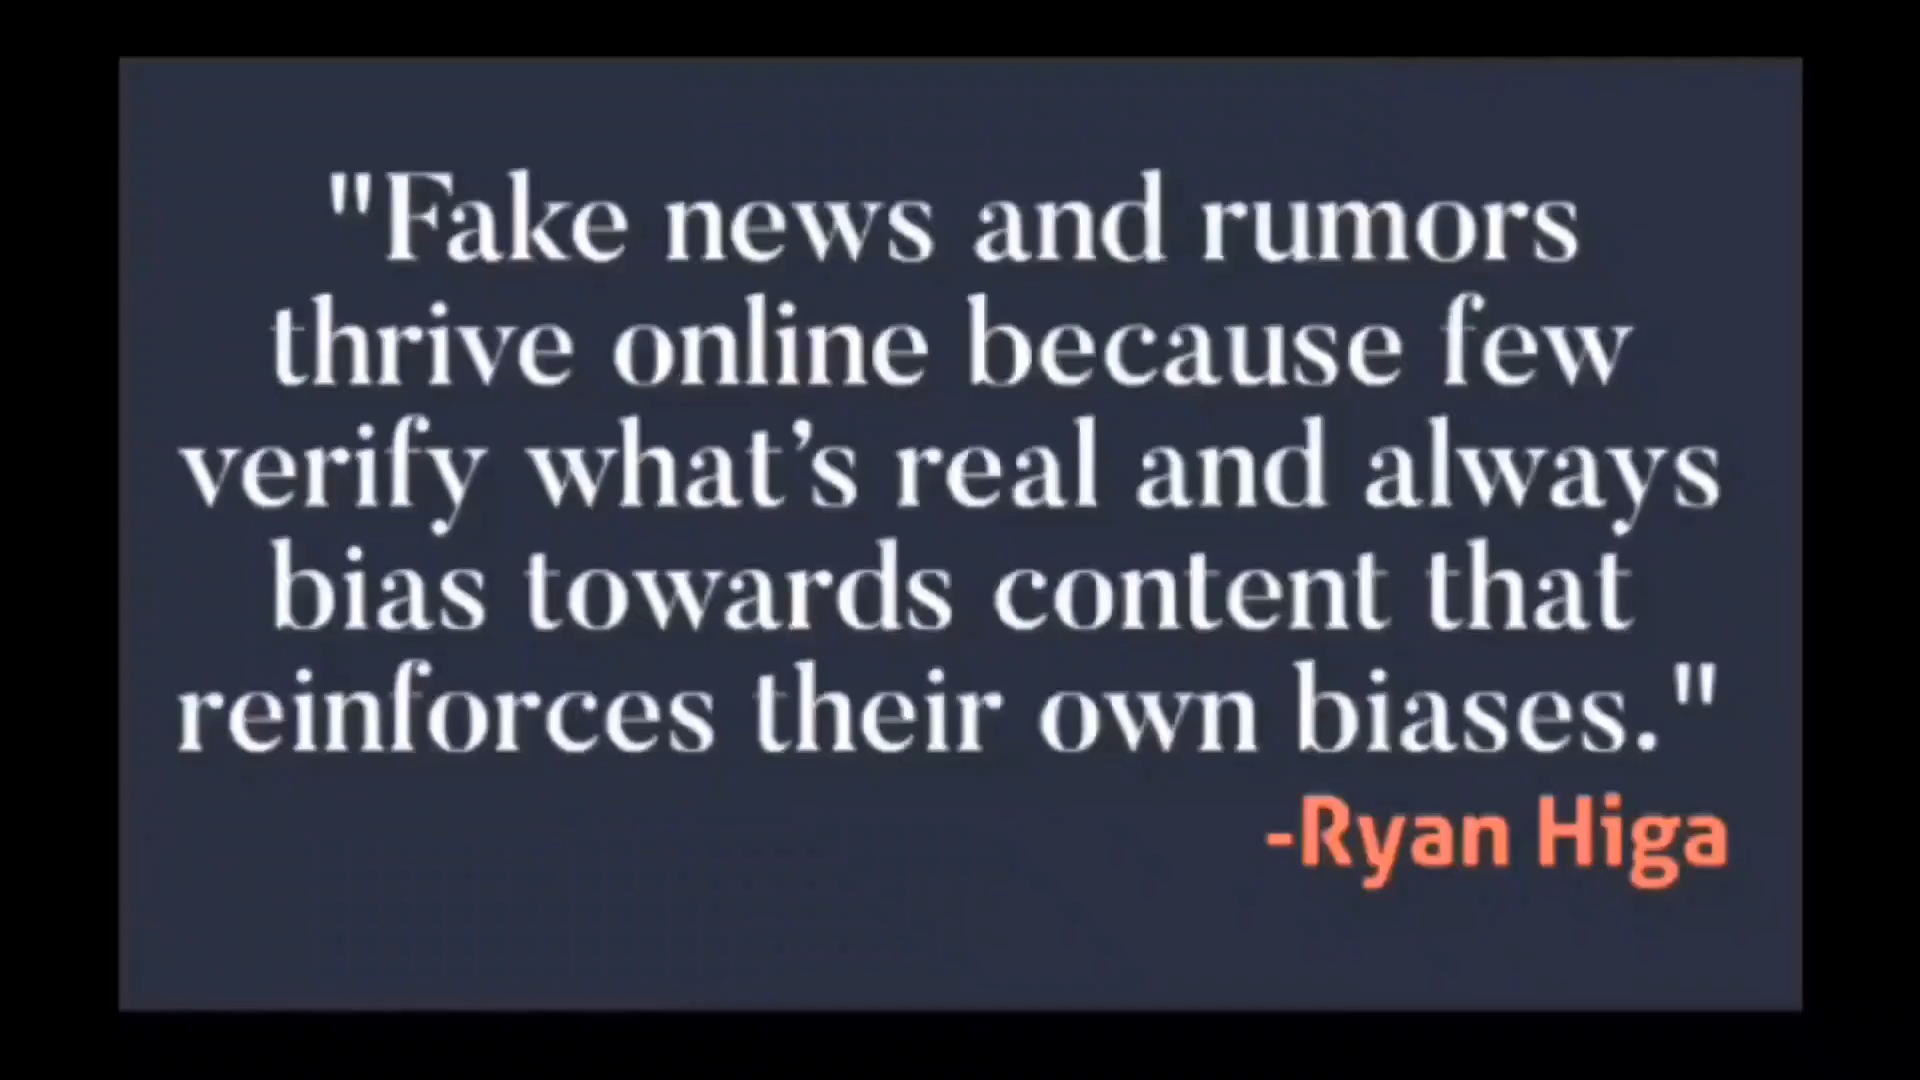 "Fake news and rumors
thrive online because few
verify what’s real and always
bias towards content that
reinforces their own biases."
-Ryan Higa